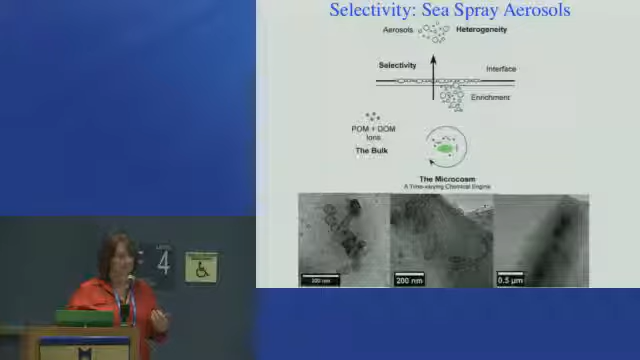 Selectivity: Sea Spray Aerosols
Aerosols
Heterogeneity
Selectivity
Interface
Enrichment
POM + DOM
Ions
The Bulk
The Microcosm
A Time-varying Chemical Engine
200 nm
200 nm
0.5 µm
4